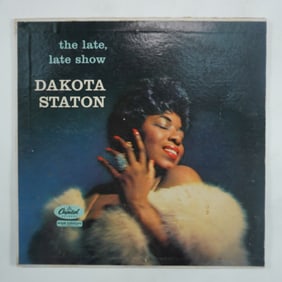 the late,
late show
DAKOTA
STATON
Capitol